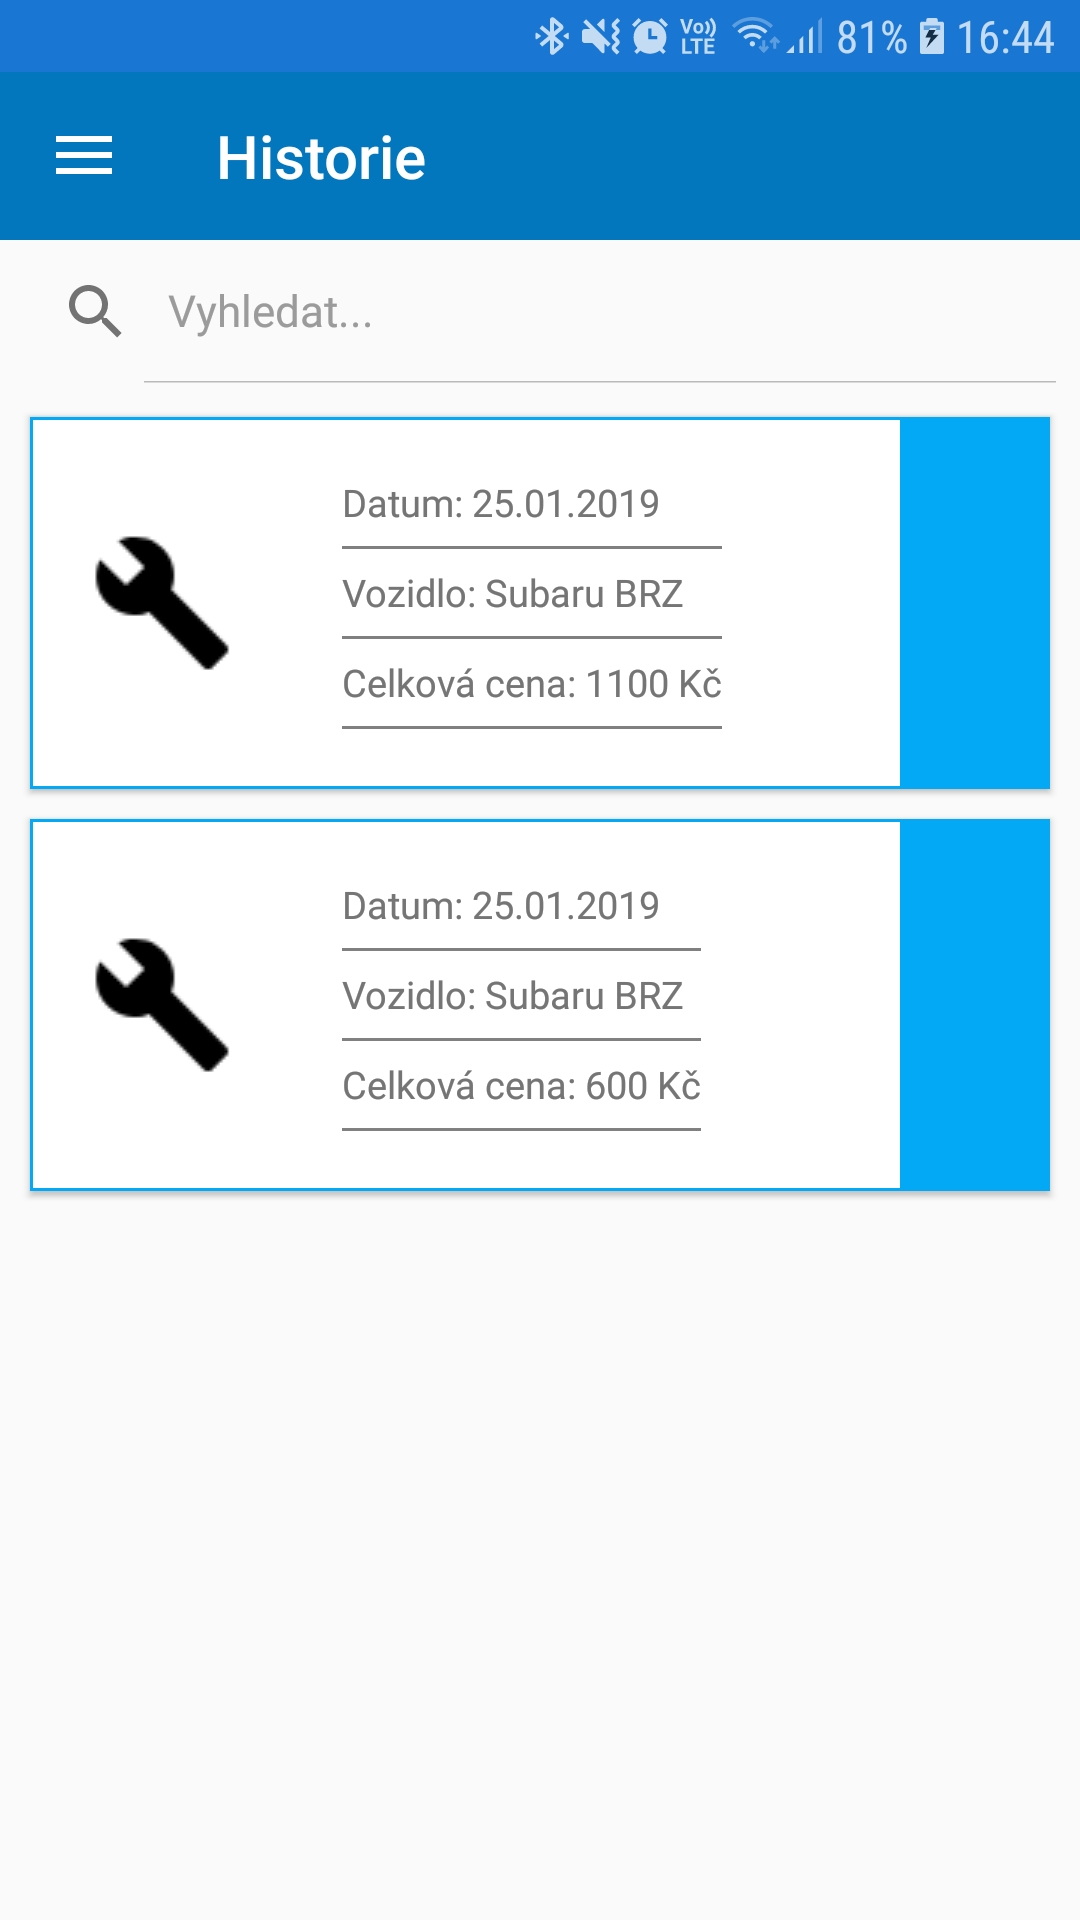 Vo)) LTE 81% 16:44
Historie
Vyhledat...
Datum: 25.01.2019
Vozidlo: Subaru BRZ
Celková cena: 1100 Kč
Datum: 25.01.2019
Vozidlo: Subaru BRZ
Celková cena: 600 Kč